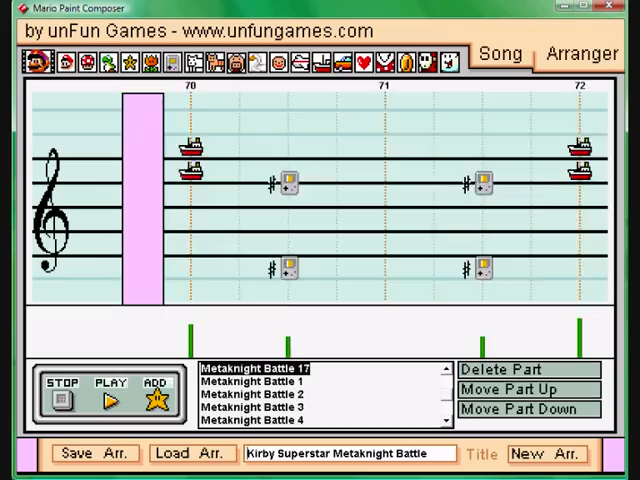 Mario Paint Composer
by unFun Games - www.unfungames.com
Song
Arranger
70
71
72
STOP
PLAY
ADD
Metaknight Battle 17
Metaknight Battle 1
Metaknight Battle 2
Metaknight Battle 3
Metaknight Battle 4
Delete Part
Move Part Up
Move Part Down
Save Arr.
Load Arr.
Kirby Superstar Metaknight Battle
Title
New Arr.